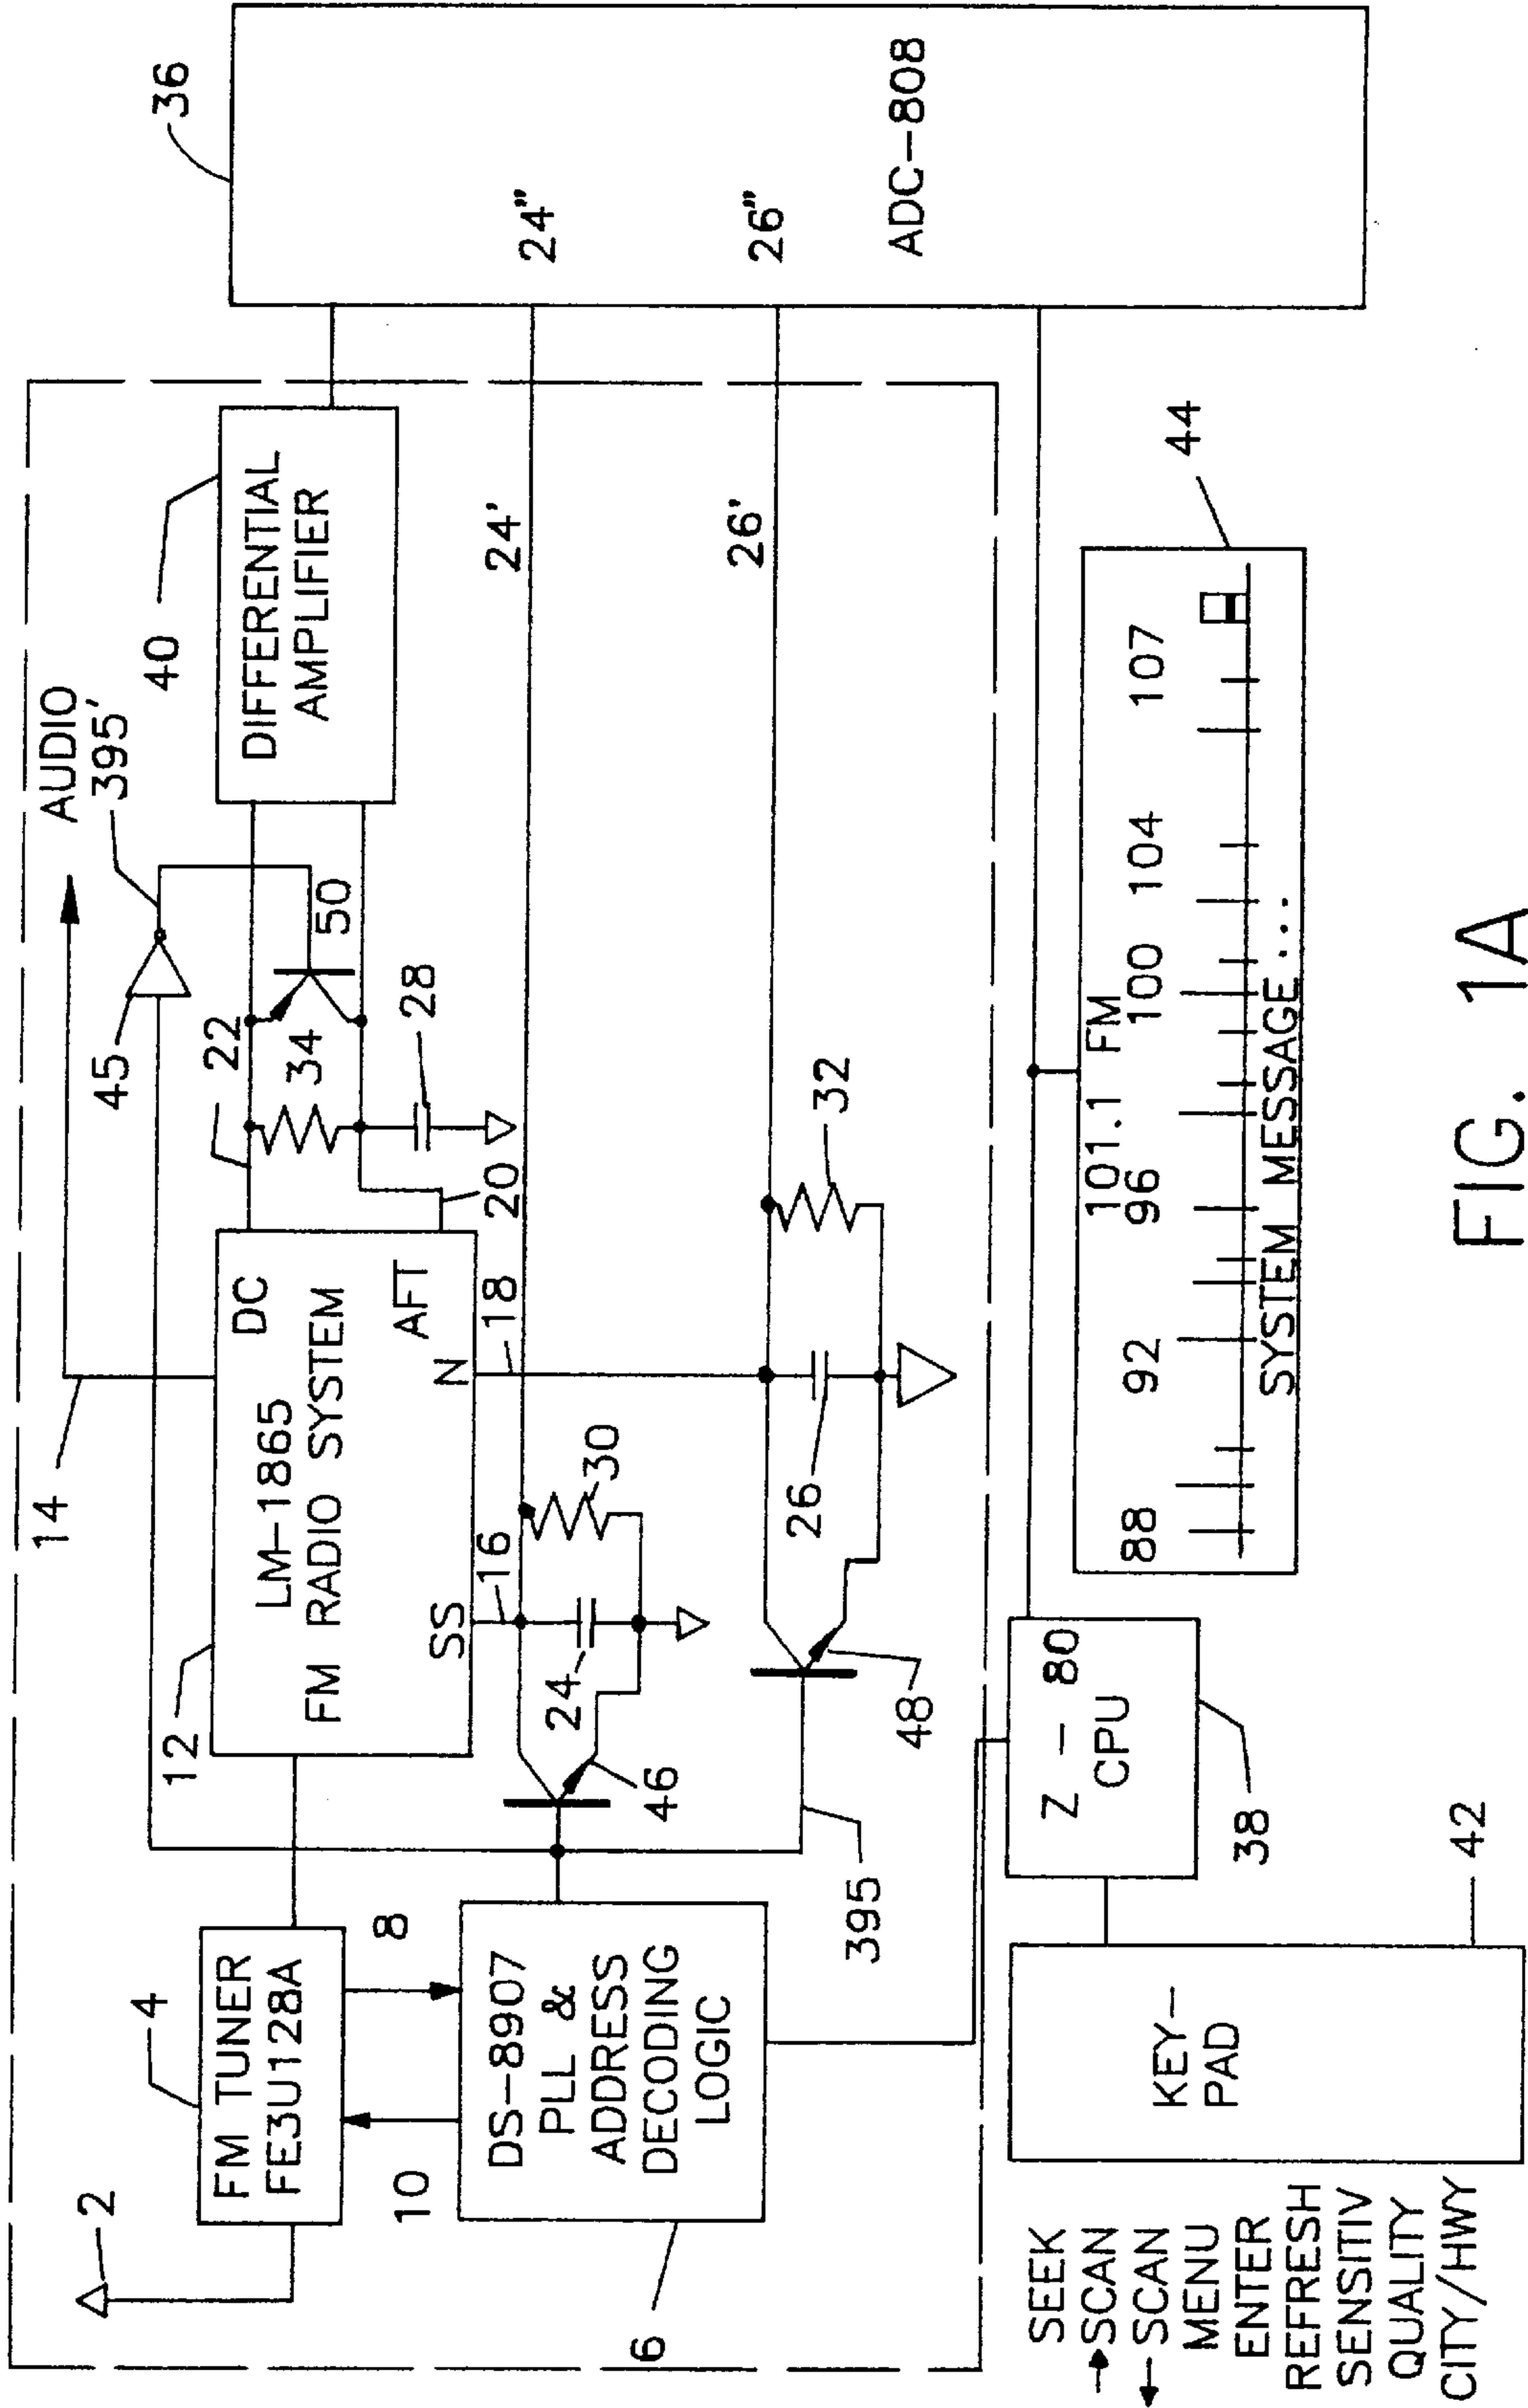 AUDIO
14
45
395'
40
DIFFERENTIAL
AMPLIFIER
36
2
4
FM TUNER
FE3U128A
12
LM-1865
FM RADIO SYSTEM
DC
AFT
SS
N
22
34
50
28
20
24'
24"
10
8
16
18
30
24
46
6
DS-8907
PLL &
ADDRESS
DECODING
LOGIC
26'
26"
32
26
48
395
ADC-808
SEEK
SCAN
SCAN
MENU
ENTER
REFRESH
SENSITIV
QUALITY
CITY/HWY
KEY-
PAD
42
Z - 80
CPU
38
44
101.1 FM
88 92 96 100 104 107
SYSTEM MESSAGE...
FIG. 1A